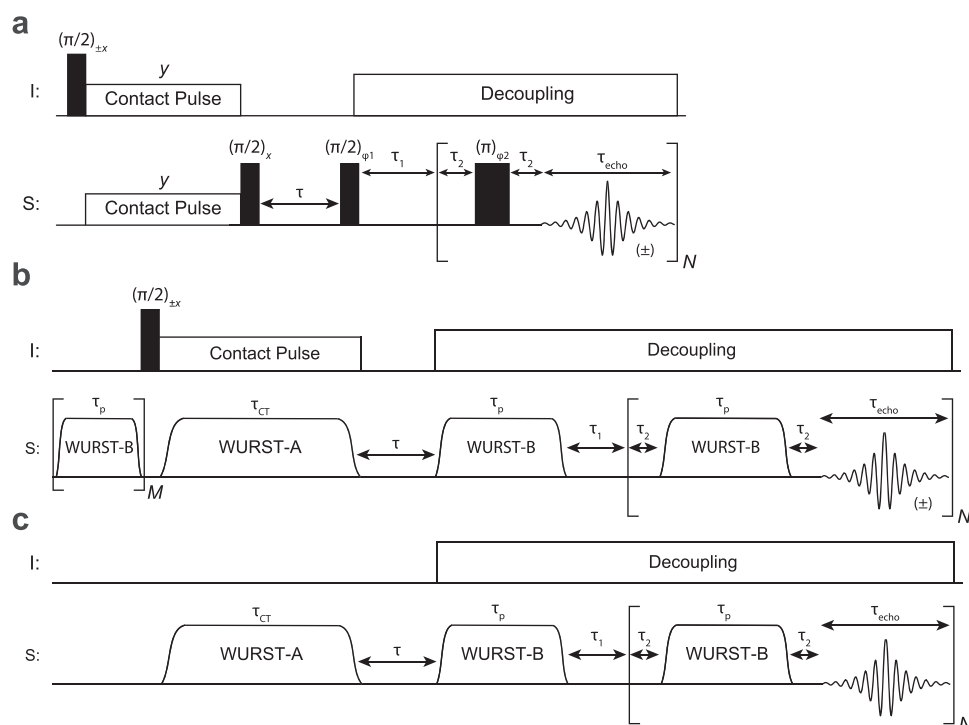 a
(π/2)±x
y
I: Contact Pulse Decoupling
(π/2)x (π/2)φ1 τ1 τ2 (π)φ2 τ2 τecho
y
τ
S: Contact Pulse
(±)
N
b
(π/2)±x
I: Contact Pulse Decoupling
τp τCT τp τp τecho
S: WURST-B WURST-A τ WURST-B τ1 τ2 WURST-B τ2
(±)
M N
c
I: Decoupling
τCT τp τp τecho
S: WURST-A τ WURST-B τ1 τ2 WURST-B τ2
N